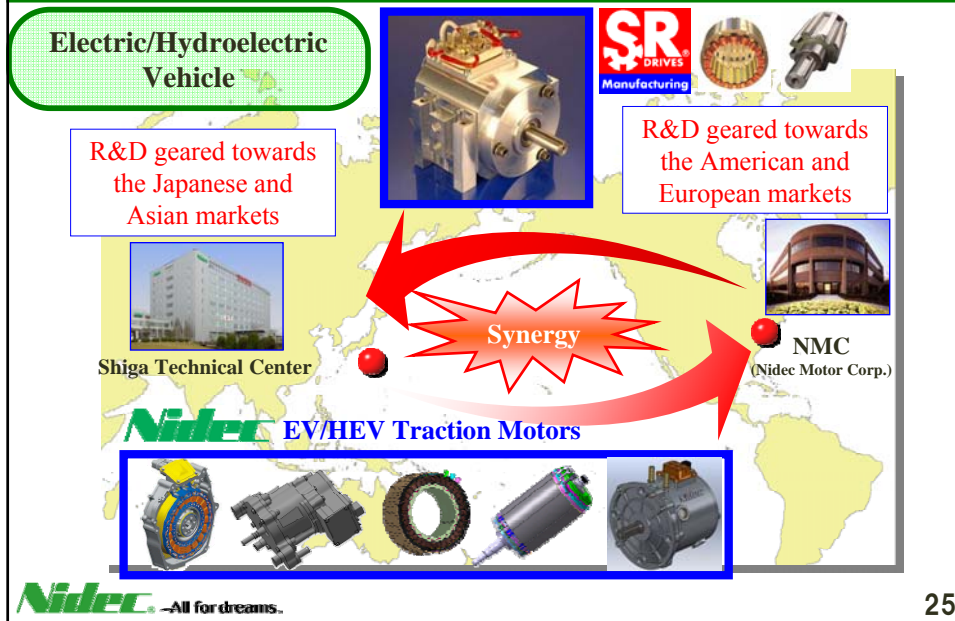 Electric/Hydroelectric
Vehicle
SR
DRIVES
Manufacturing
R&D geared towards
the Japanese and
Asian markets
R&D geared towards
the American and
European markets
Synergy
Shiga Technical Center
NMC
(Nidec Motor Corp.)
Nidec EV/HEV Traction Motors
Nidec -All for dreams.
25